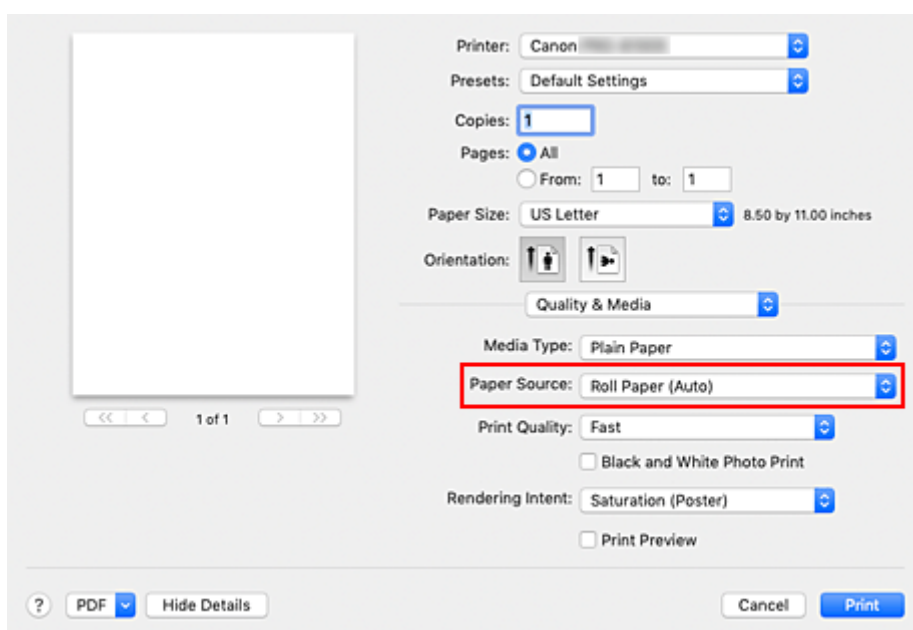 Printer: Canon
Presets: Default Settings
Copies: 1
Pages: All
From: 1 to: 1
Paper Size: US Letter 8.50 by 11.00 inches
Orientation:
Quality & Media
Media Type: Plain Paper
Paper Source: Roll Paper (Auto)
1 of 1
Print Quality: Fast
Black and White Photo Print
Rendering Intent: Saturation (Poster)
Print Preview
? PDF Hide Details Cancel Print